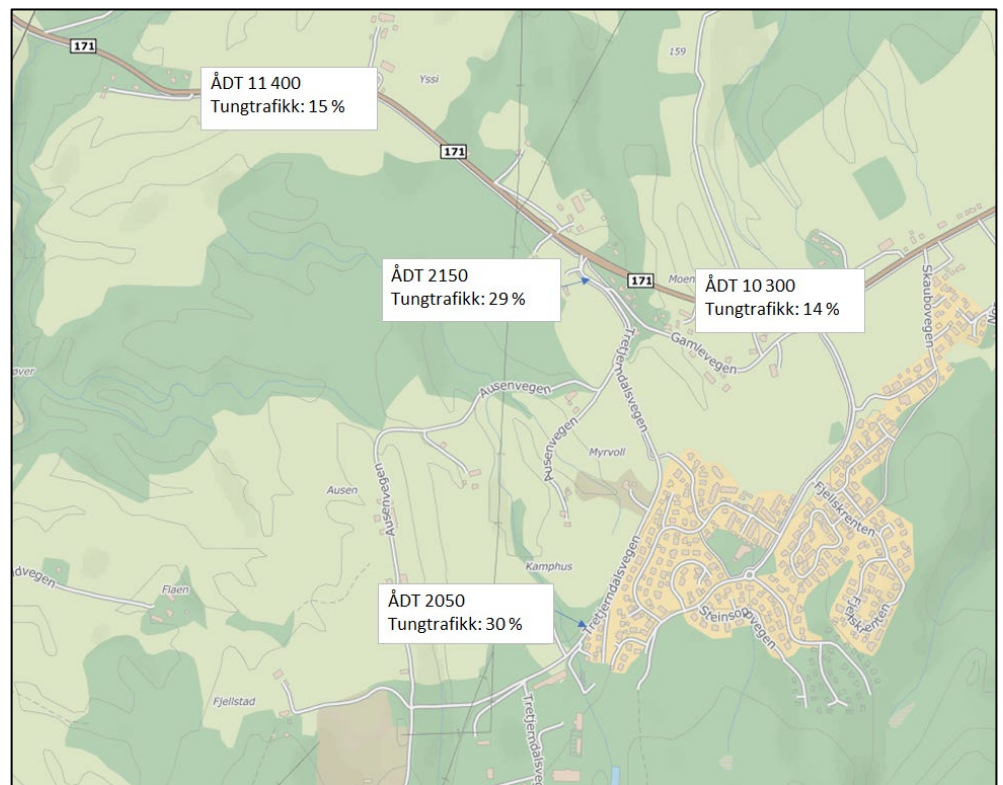 171
ÅDT 11 400
Tungtrafikk: 15 %
Yssi
159
171
ÅDT 2150
Tungtrafikk: 29 %
171
Moen
ÅDT 10 300
Tungtrafikk: 14 %
Skaubovegen
Gamlevegen
Tretjerndalsvegen
Ausenvegen
Ausenvegen
Myrvoll
Ausen
Ausenvegen
Fjellskrenten
Kamphus
Flaen
Tretjerndalsvegen
ÅDT 2050
Tungtrafikk: 30 %
Fjellskrenten
Fjellstad